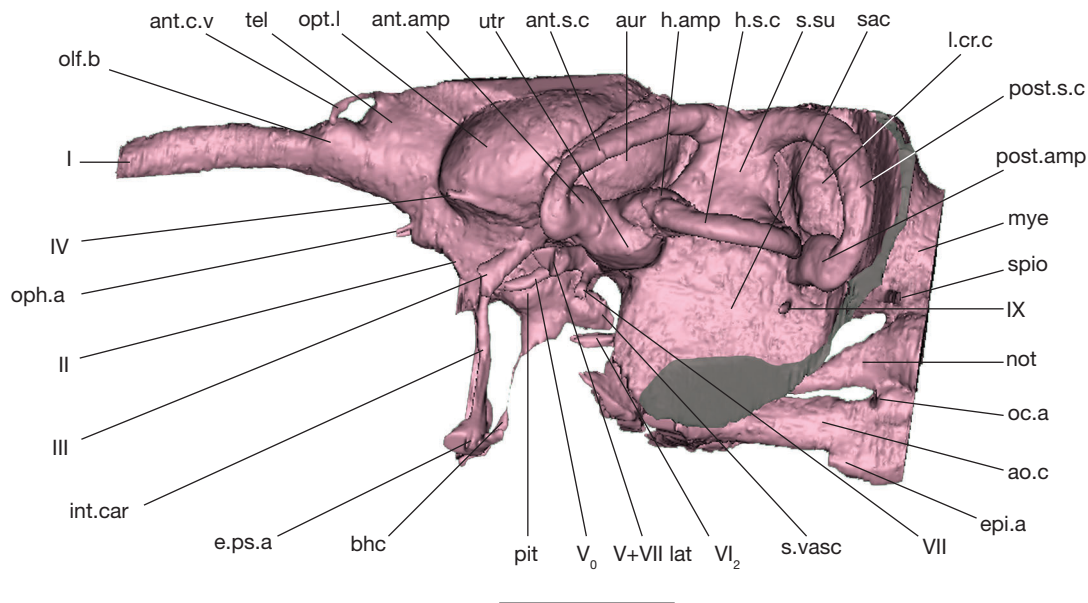 ant.c.v tel opt.l ant.amp utr ant.s.c aur h.amp h.s.c s.su sac
olf.b l.cr.c
post.s.c
I post.amp
IV mye
oph.a spio
IX
II not
III oc.a
int.car ao.c
e.ps.a bhc pit V₀ V+VII lat VI₂ s.vasc VII epi.a